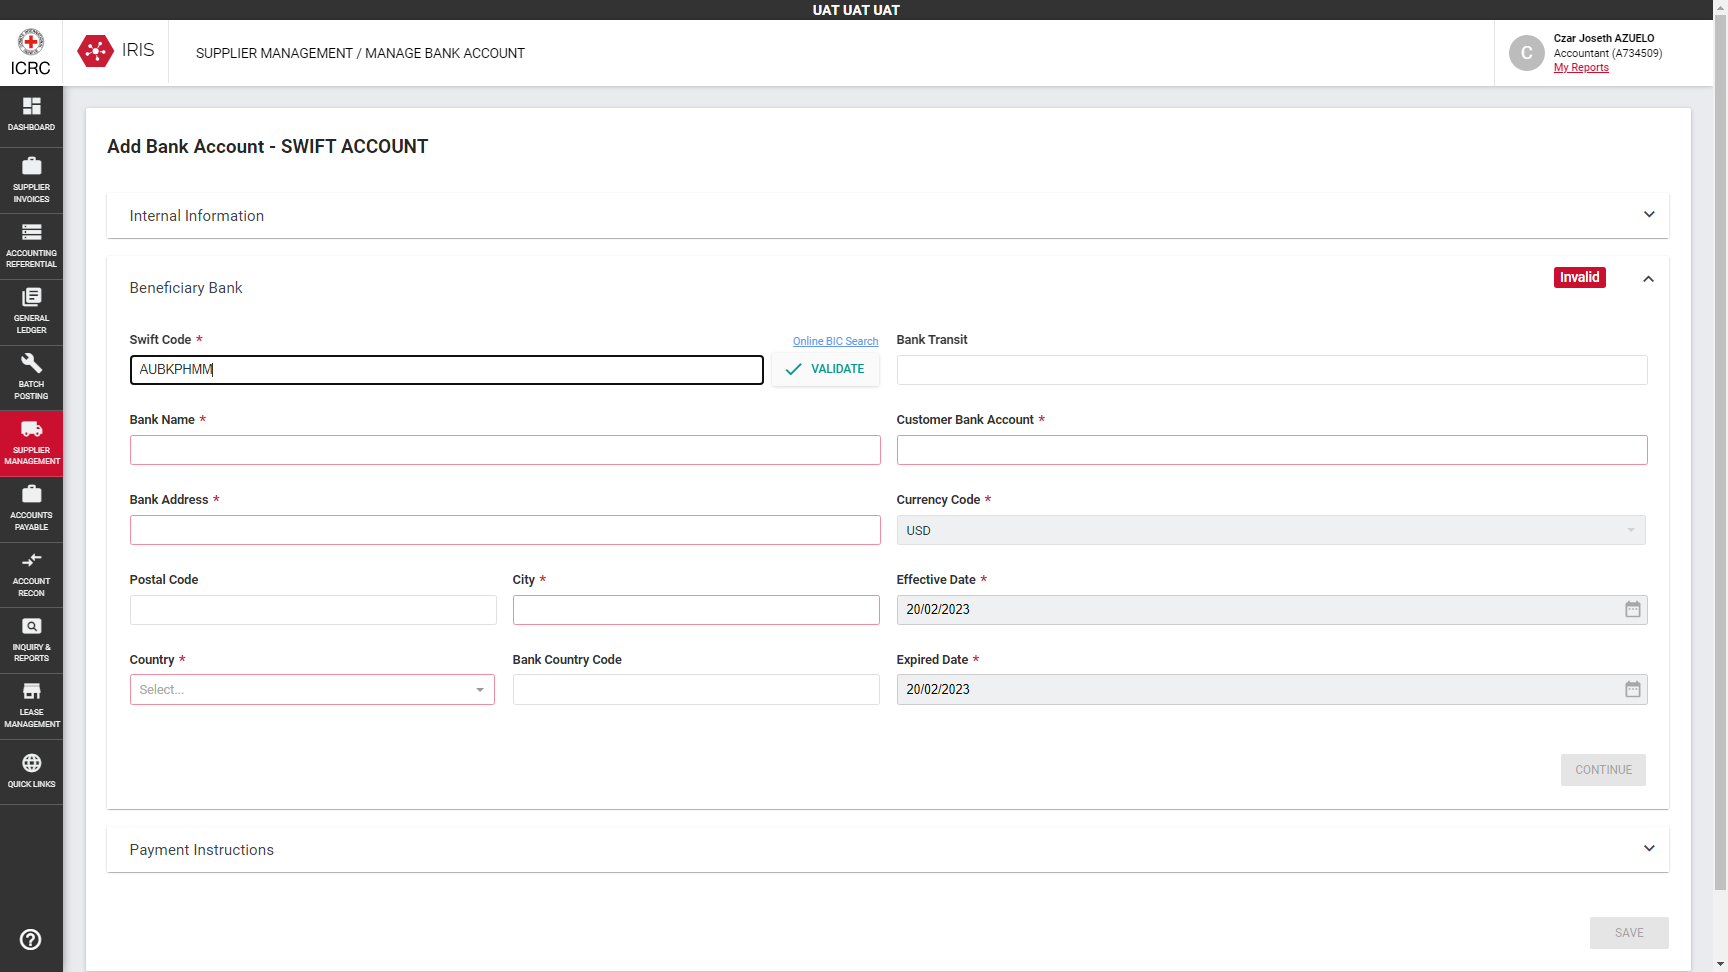 UAT UAT UAT
ICRC
IRIS
SUPPLIER MANAGEMENT / MANAGE BANK ACCOUNT
C
Czar Joseth AZUELO
Accountant (A734509)
My Reports
DASHBOARD
SUPPLIER
INVOICES
ACCOUNTING
REFERENTIAL
GENERAL
LEDGER
BATCH
POSTING
SUPPLIER
MANAGEMENT
ACCOUNTS
PAYABLE
ACCOUNT
RECON
INQUIRY &
REPORTS
LEASE
MANAGEMENT
QUICK LINKS
Add Bank Account - SWIFT ACCOUNT
Internal Information
Beneficiary Bank
Invalid
Swift Code *
Online BIC Search
AUBKPHMM
VALIDATE
Bank Transit
Bank Name *
Customer Bank Account *
Bank Address *
Currency Code *
USD
Postal Code
City *
Effective Date *
20/02/2023
Country *
Select...
Bank Country Code
Expired Date *
20/02/2023
CONTINUE
Payment Instructions
SAVE